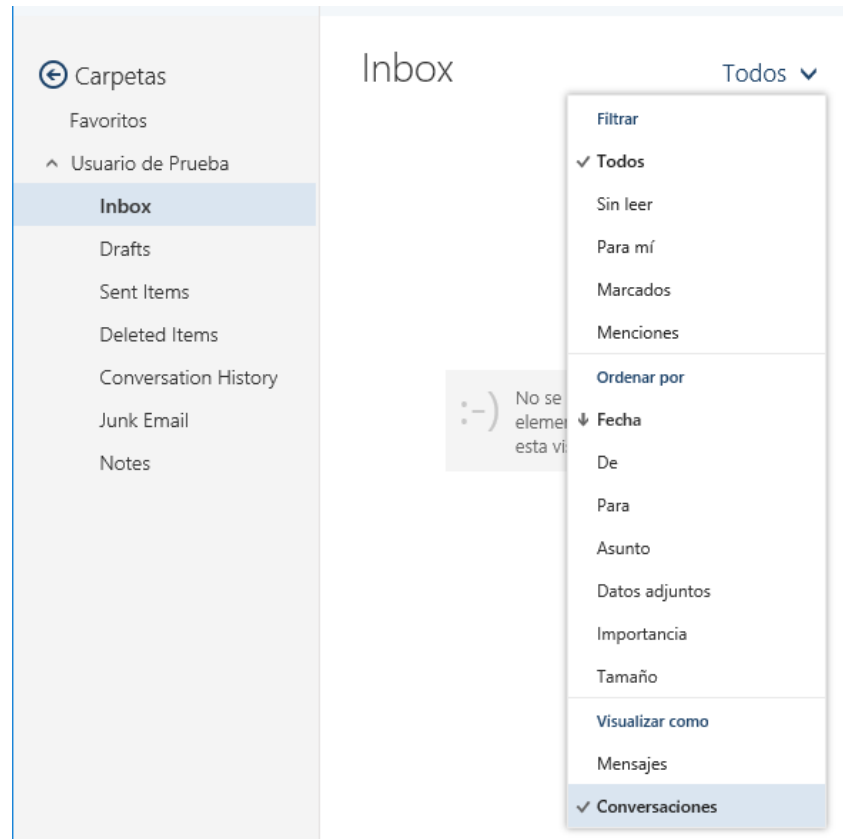 Carpetas
Favoritos
Usuario de Prueba
Inbox
Drafts
Sent Items
Deleted Items
Conversation History
Junk Email
Notes
Inbox
Todos
:-)
No se
elemen
esta vi
Filtrar
Todos
Sin leer
Para mí
Marcados
Menciones
Ordenar por
Fecha
De
Para
Asunto
Datos adjuntos
Importancia
Tamaño
Visualizar como
Mensajes
Conversaciones